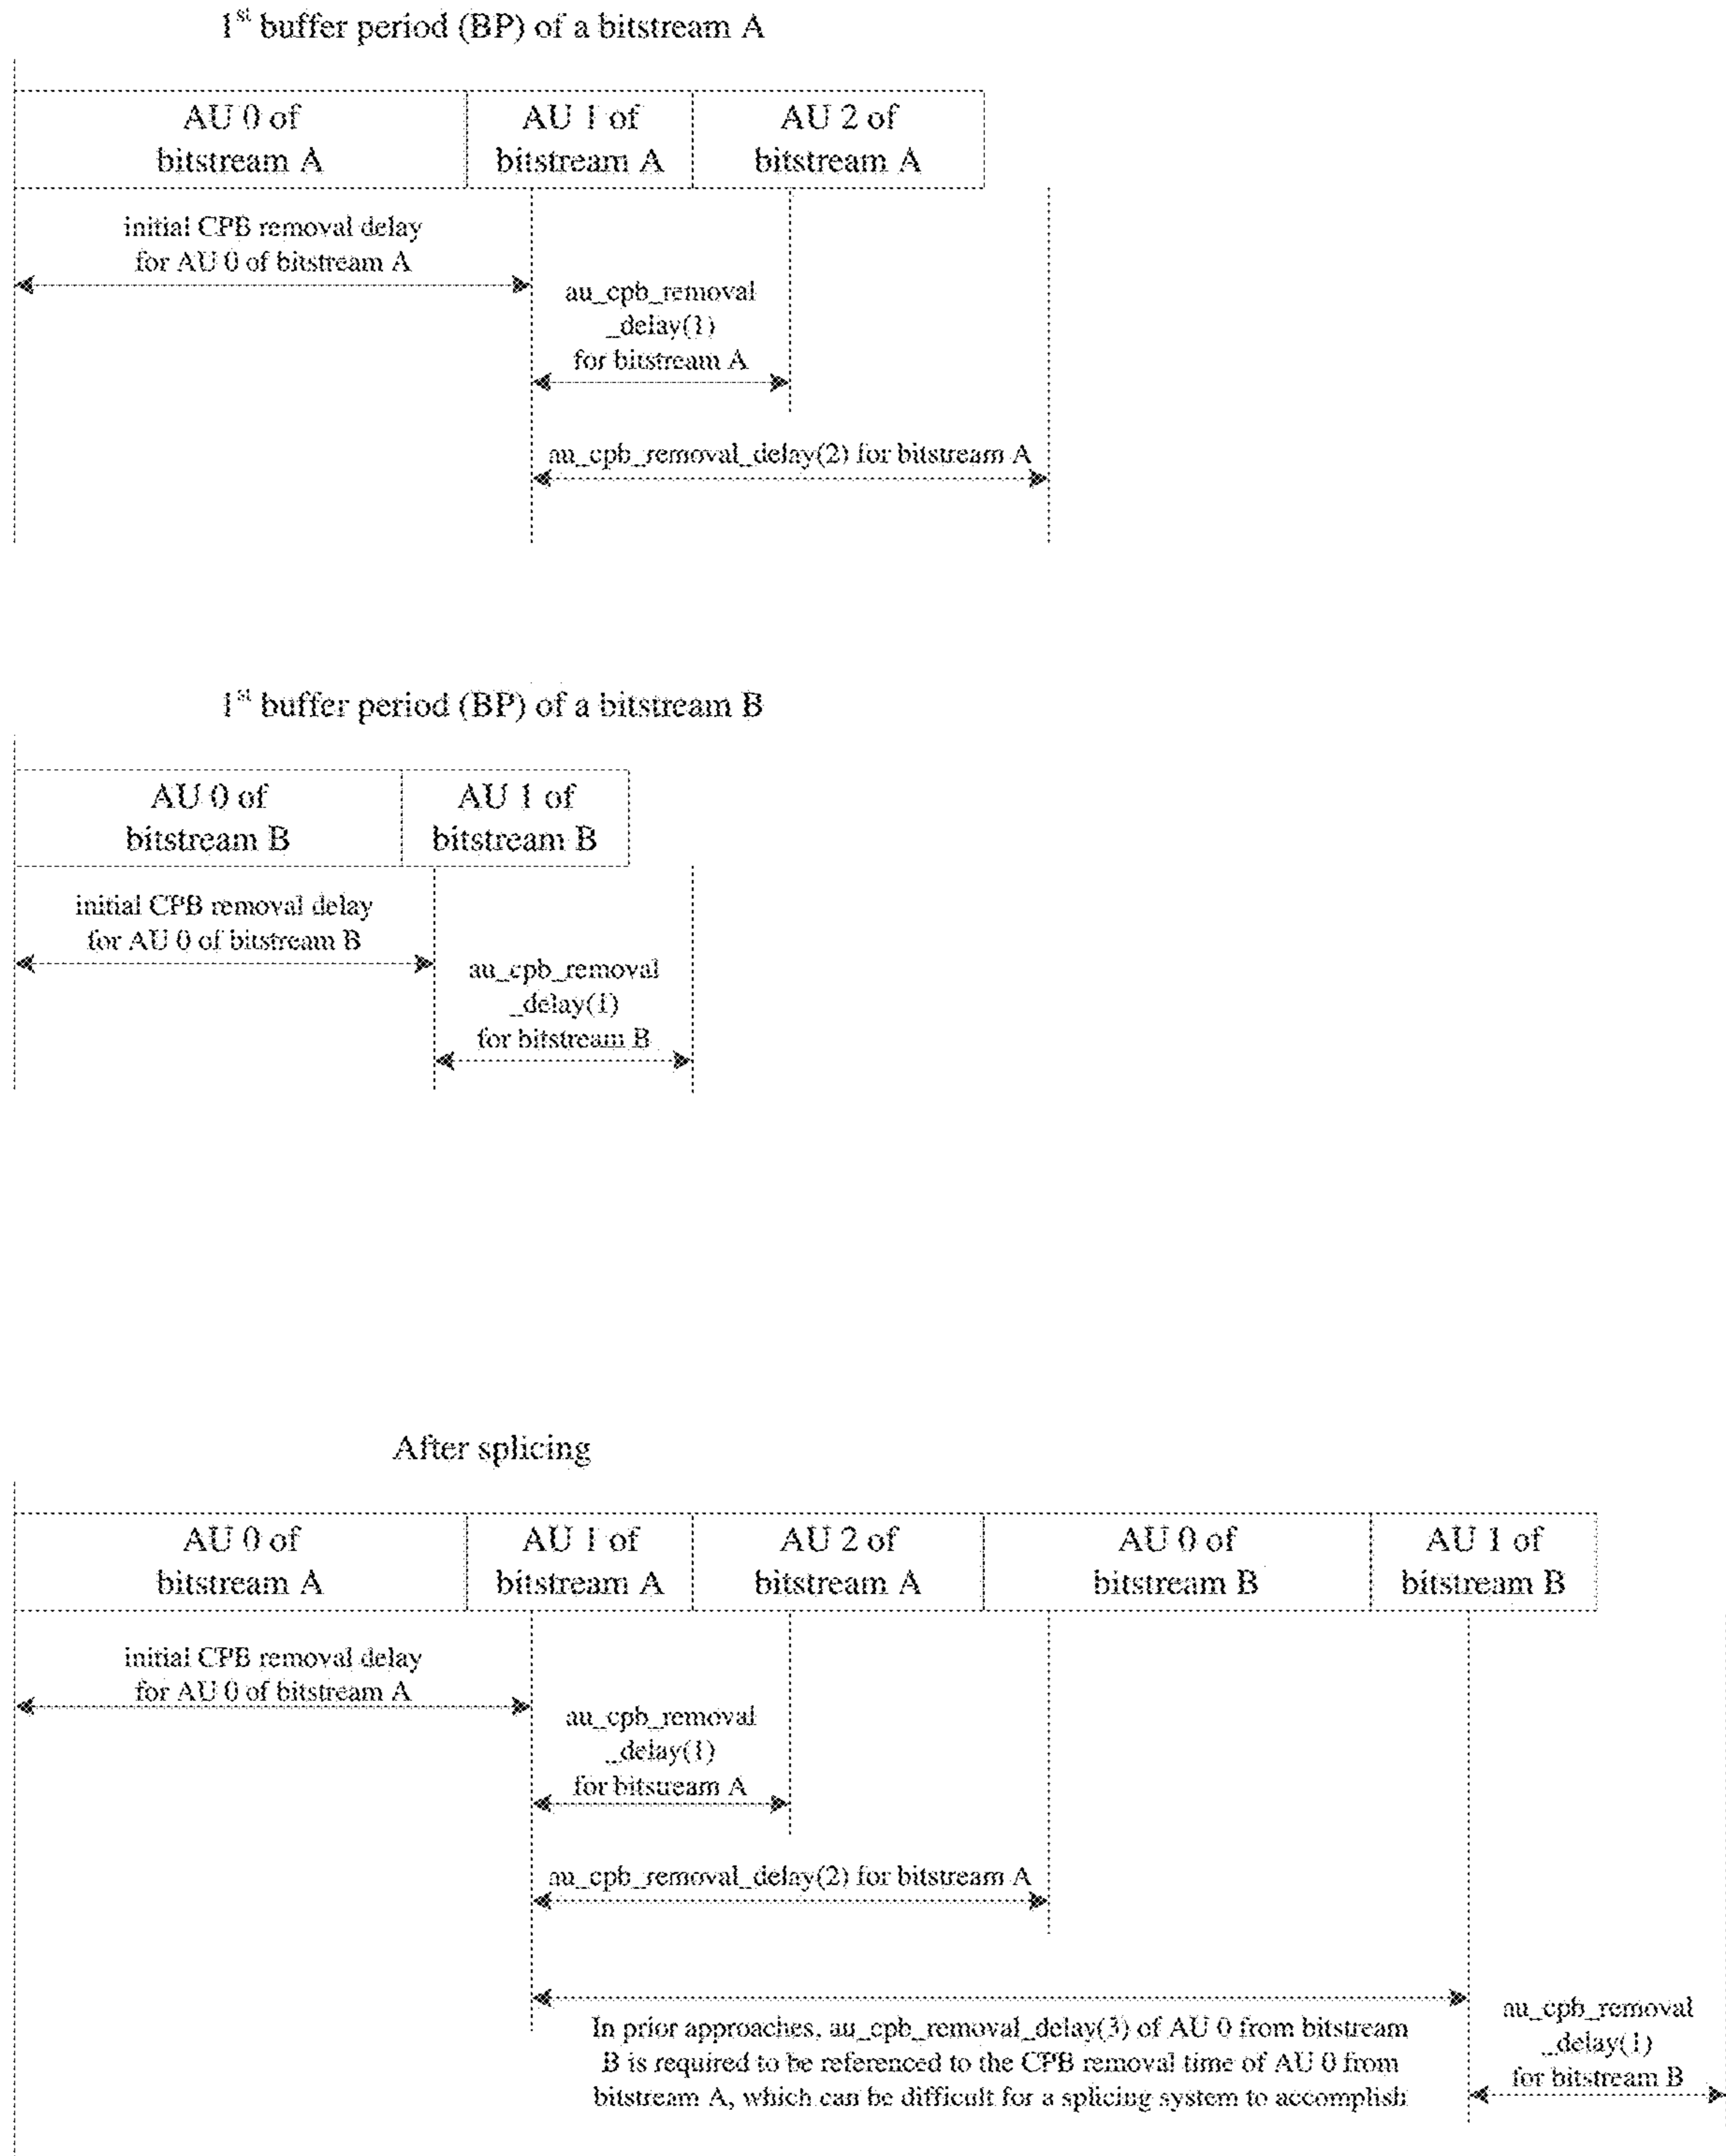 1st buffer period (BP) of a bitstream A
AU 0 of
bitstream A
AU 1 of
bitstream A
AU 2 of
bitstream A
initial CPB removal delay
for AU 0 of bitstream A
au_cpb_removal
_delay(1)
for bitstream A
au_cpb_removal_delay(2) for bitstream A
1st buffer period (BP) of a bitstream B
AU 0 of
bitstream B
AU 1 of
bitstream B
initial CPB removal delay
for AU 0 of bitstream B
au_cpb_removal
_delay(1)
for bitstream B
After splicing
AU 0 of
bitstream A
AU 1 of
bitstream A
AU 2 of
bitstream A
AU 0 of
bitstream B
AU 1 of
bitstream B
initial CPB removal delay
for AU 0 of bitstream A
au_cpb_removal
_delay(1)
for bitstream A
au_cpb_removal_delay(2) for bitstream A
In prior approaches, au_cpb_removal_delay(3) of AU 0 from bitstream
B is required to be referenced to the CPB removal time of AU 0 from
bitstream A, which can be difficult for a splicing system to accomplish
au_cpb_removal
_delay(1)
for bitstream B